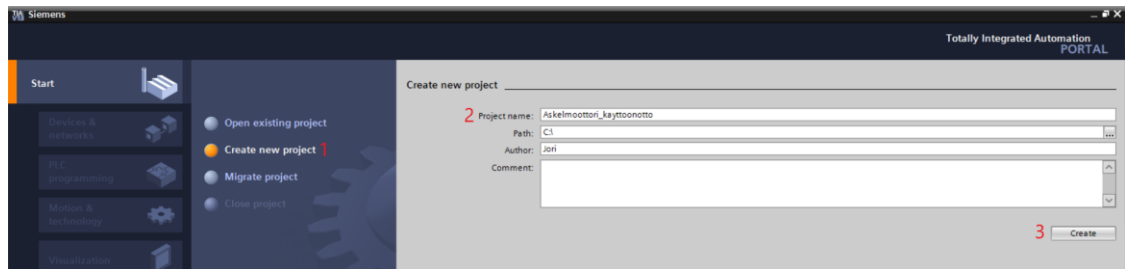 Siemens
Totally Integrated Automation
PORTAL
Start
Devices &
networks
PLC
programming
Motion &
technology
Visualization
Open existing project
Create new project 1
Migrate project
Close project
Create new project
2 Project name: Askelmoottori_kayttoonotto
Path: C:\
...
Author: Jori
Comment:
3 Create